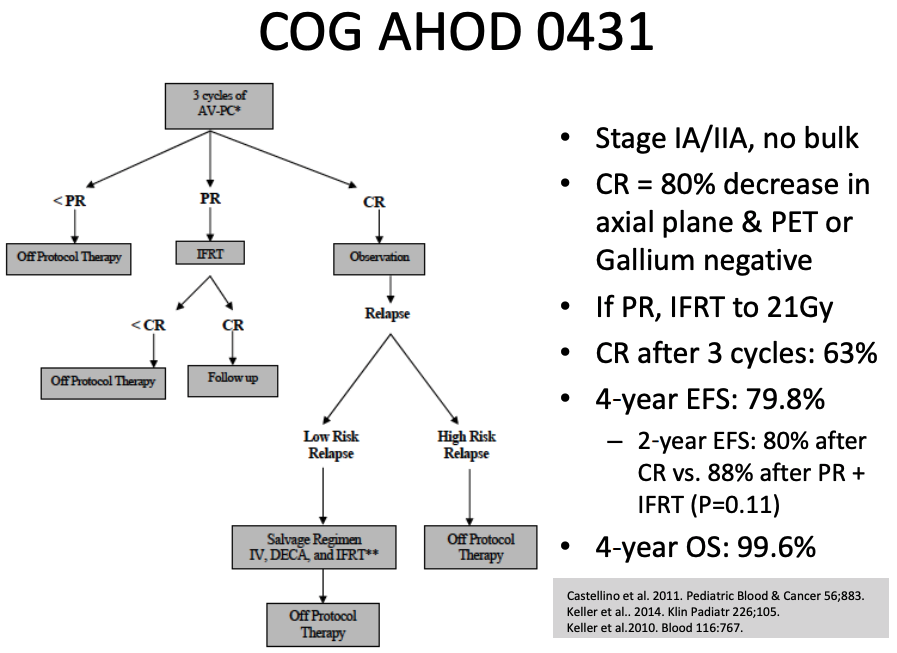 COG AHOD 0431
3 cycles of
AV-PC*
< PR
PR
CR
Off Protocol Therapy
IFRT
Observation
< CR
CR
Relapse
Off Protocol Therapy
Follow up
Low Risk
Relapse
High Risk
Relapse
Salvage Regimen
IV, DECA, and IFRT**
Off Protocol
Therapy
Off Protocol
Therapy
• Stage IA/IIA, no bulk
• CR = 80% decrease in
axial plane & PET or
Gallium negative
• If PR, IFRT to 21Gy
• CR after 3 cycles: 63%
• 4-year EFS: 79.8%
– 2-year EFS: 80% after
CR vs. 88% after PR +
IFRT (P=0.11)
• 4-year OS: 99.6%
Castellino et al. 2011. Pediatric Blood & Cancer 56;883.
Keller et al.. 2014. Klin Padiatr 226;105.
Keller et al.2010. Blood 116:767.